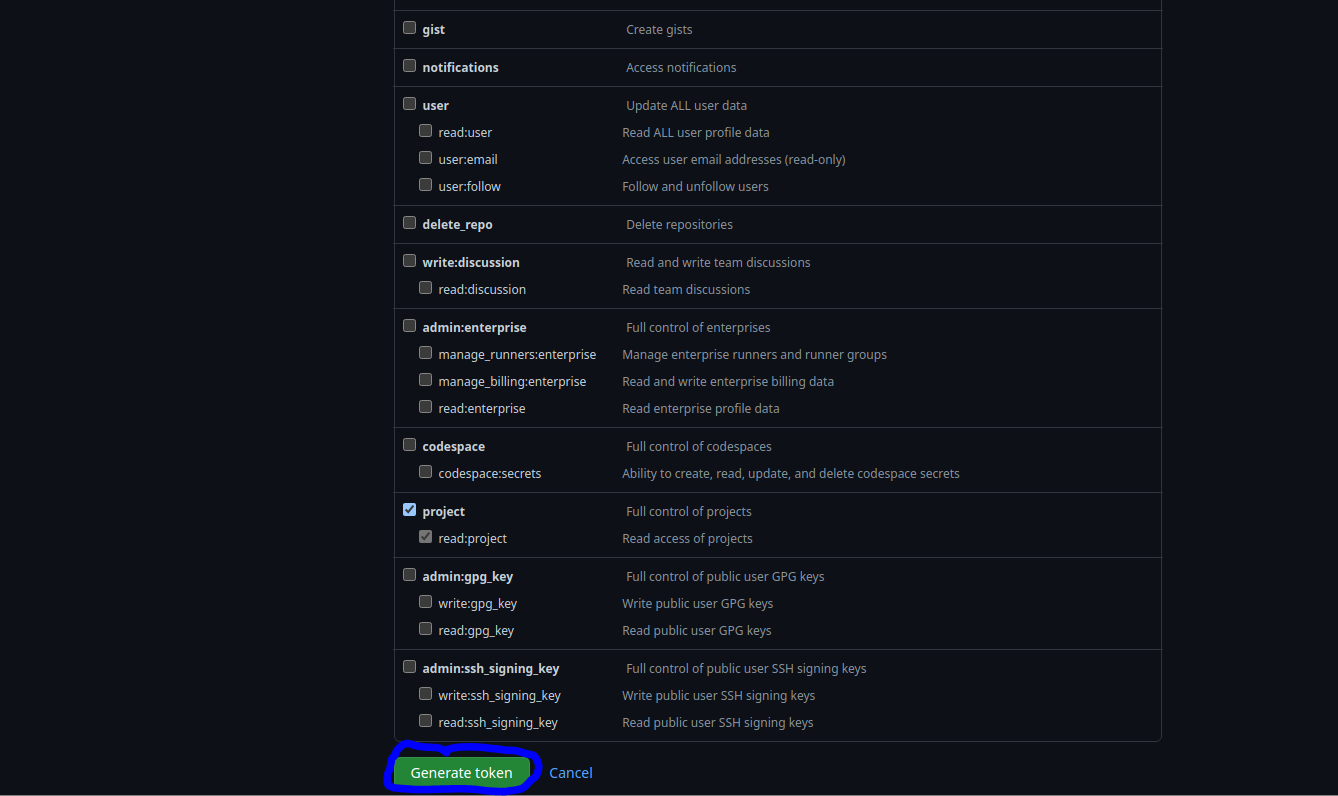 gist Create gists
notifications Access notifications
user Update ALL user data
read:user Read ALL user profile data
user:email Access user email addresses (read-only)
user:follow Follow and unfollow users
delete_repo Delete repositories
write:discussion Read and write team discussions
read:discussion Read team discussions
admin:enterprise Full control of enterprises
manage_runners:enterprise Manage enterprise runners and runner groups
manage_billing:enterprise Read and write enterprise billing data
read:enterprise Read enterprise profile data
codespace Full control of codespaces
codespace:secrets Ability to create, read, update, and delete codespace secrets
project Full control of projects
read:project Read access of projects
admin:gpg_key Full control of public user GPG keys
write:gpg_key Write public user GPG keys
read:gpg_key Read public user GPG keys
admin:ssh_signing_key Full control of public user SSH signing keys
write:ssh_signing_key Write public user SSH signing keys
read:ssh_signing_key Read public user SSH signing keys
Generate token Cancel